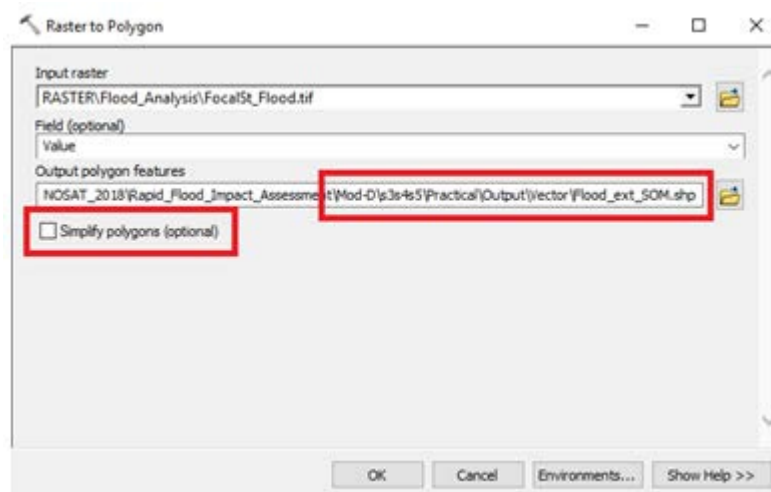 Raster to Polygon
Input raster
RASTER\Flood_Analysis\FocalSt_Flood.tif
Field (optional)
Value
Output polygon features
NOSAT_2018\Rapid_Flood_Impact_Assessment\Mod-D\s3s4s5\Practical\Output\Vector\Flood_ext_SOM.shp
Simplify polygons (optional)
OK Cancel Environments... Show Help >>